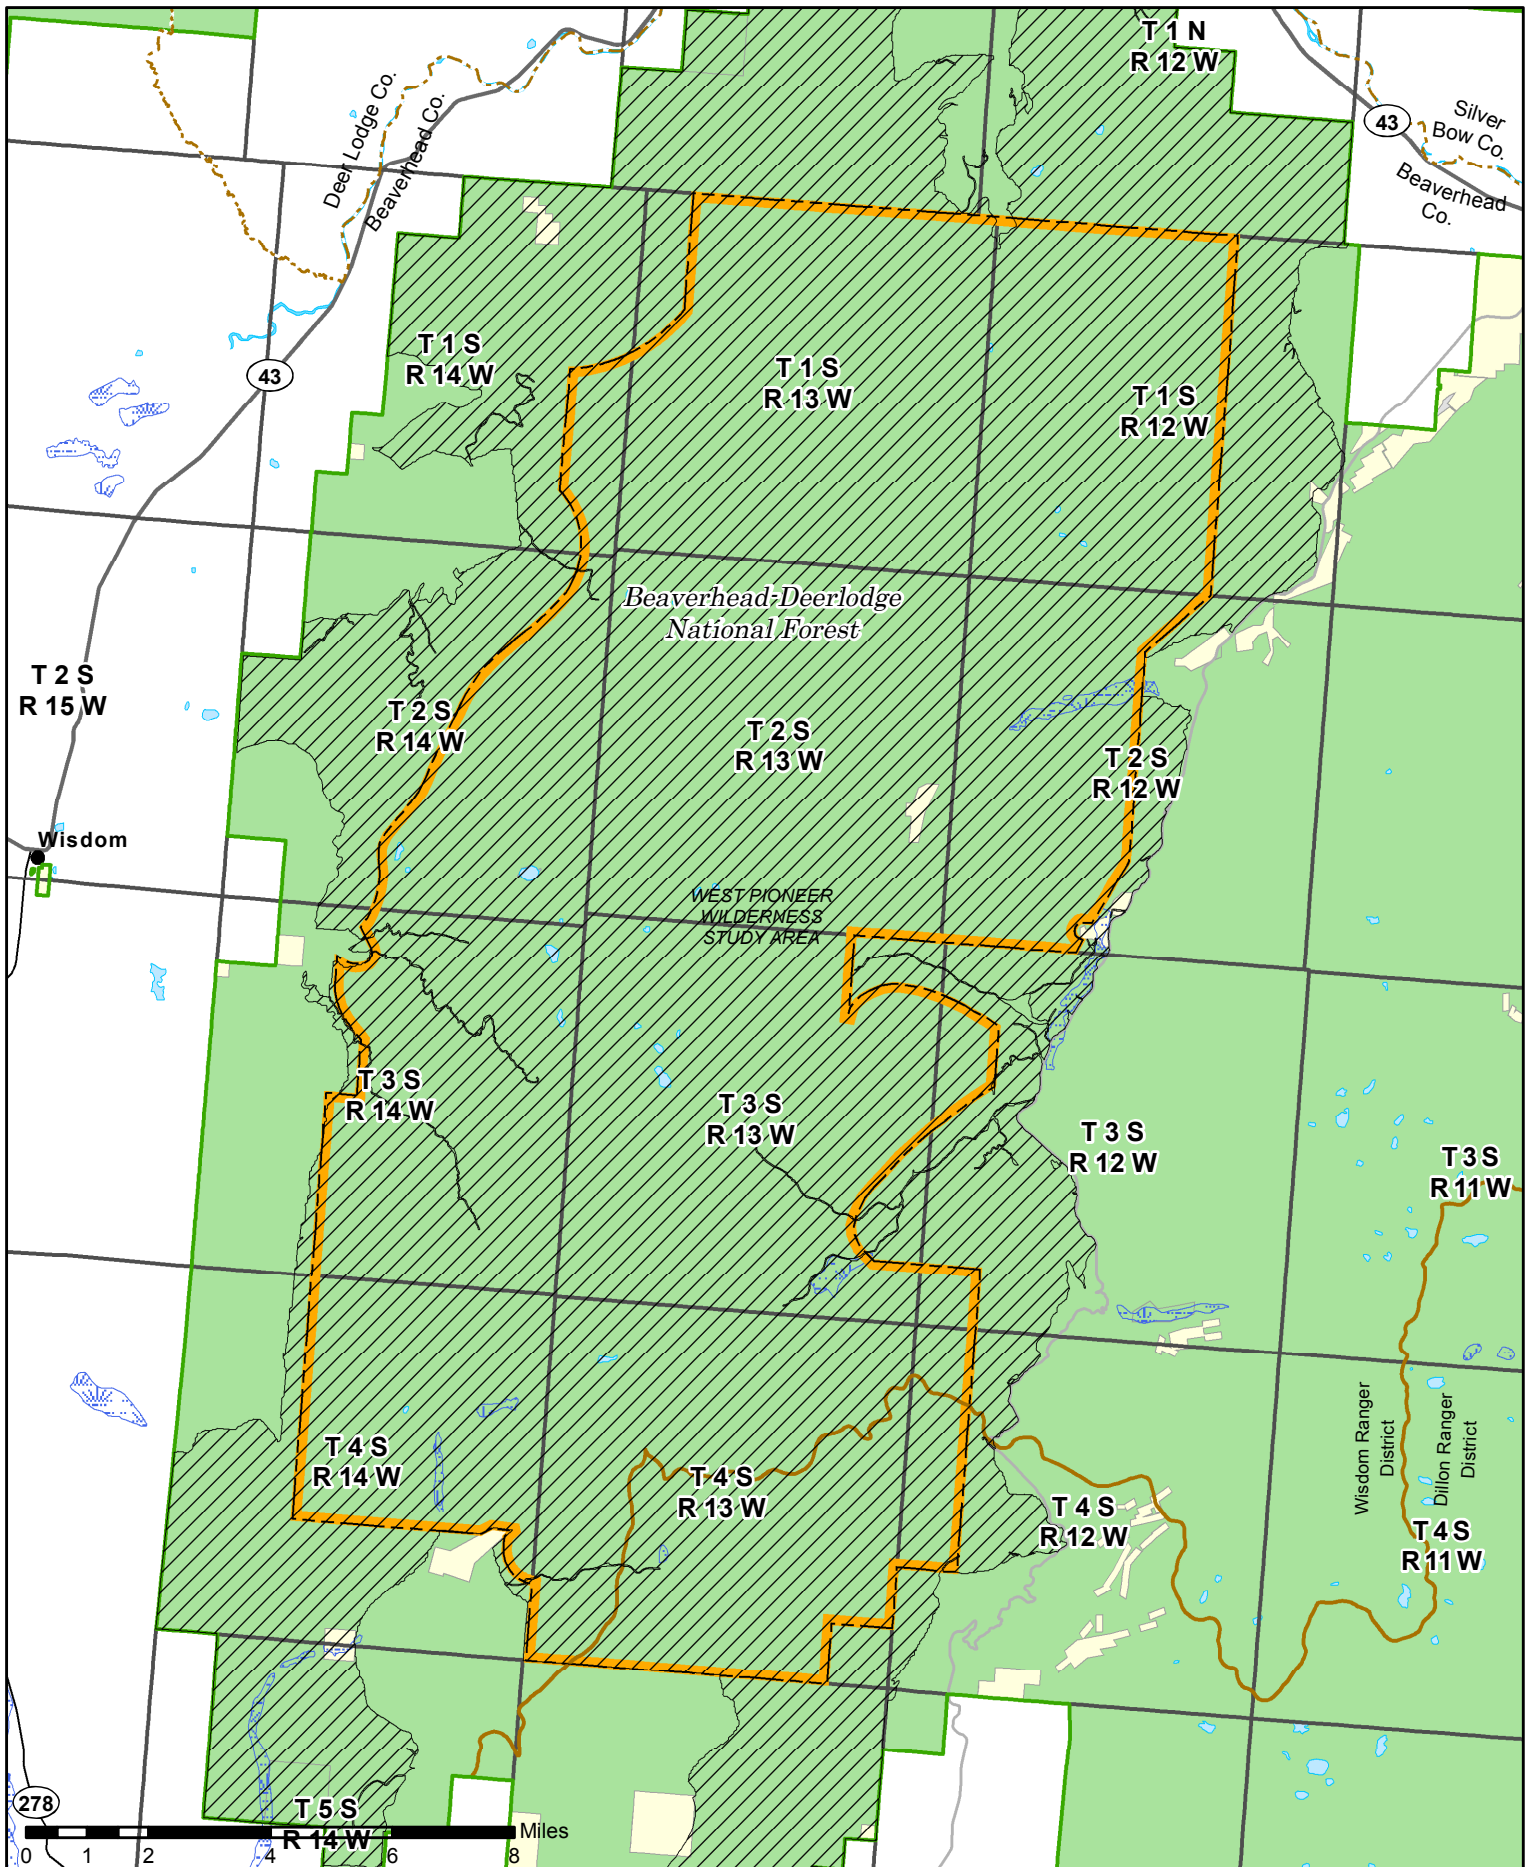 T 1 N
R 12 W
43
Silver
Bow Co.
Beaverhead
Co.
Deer Lodge Co.
Beaverhead Co.
43
T 1 S
R 14 W
T 1 S
R 13 W
T 1 S
R 12 W
Beaverhead-Deerlodge
National Forest
T 2 S
R 15 W
T 2 S
R 14 W
T 2 S
R 13 W
T 2 S
R 12 W
Wisdom
WEST PIONEER
WILDERNESS
STUDY AREA
T 3 S
R 14 W
T 3 S
R 13 W
T 3 S
R 12 W
T 3 S
R 11 W
Wisdom Ranger
District
Dillon Ranger
District
T 4 S
R 14 W
T 4 S
R 13 W
T 4 S
R 12 W
T 4 S
R 11 W
278
T 5 S
R 14 W
Miles
0 1 2 4 6 8